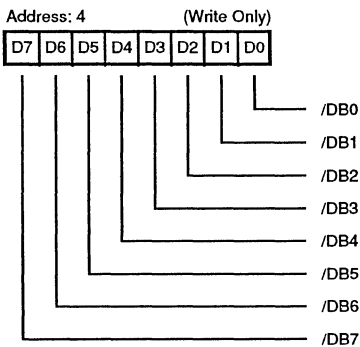 Address: 4 (Write Only)
D7 D6 D5 D4 D3 D2 D1 D0
/DB0
/DB1
/DB2
/DB3
/DB4
/DB5
/DB6
/DB7